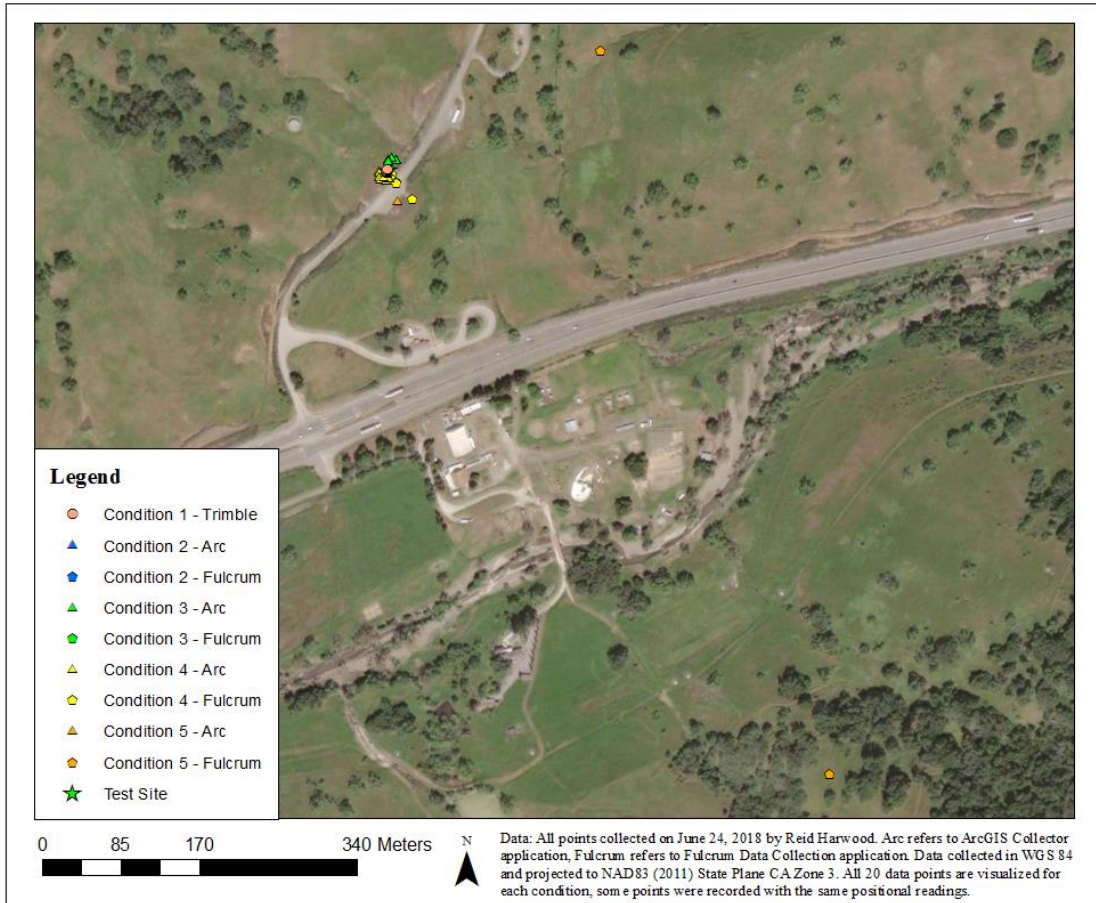 Legend
Condition 1 - Trimble
Condition 2 - Arc
Condition 2 - Fulcrum
Condition 3 - Arc
Condition 3 - Fulcrum
Condition 4 - Arc
Condition 4 - Fulcrum
Condition 5 - Arc
Condition 5 - Fulcrum
Test Site
0 85 170 340 Meters
N
Data: All points collected on June 24, 2018 by Reid Harwood. Arc refers to ArcGIS Collector
application, Fulcrum refers to Fulcrum Data Collection application. Data collected in WGS 84
and projected to NAD83 (2011) State Plane CA Zone 3. All 20 data points are visualized for
each condition, some points were recorded with the same positional readings.